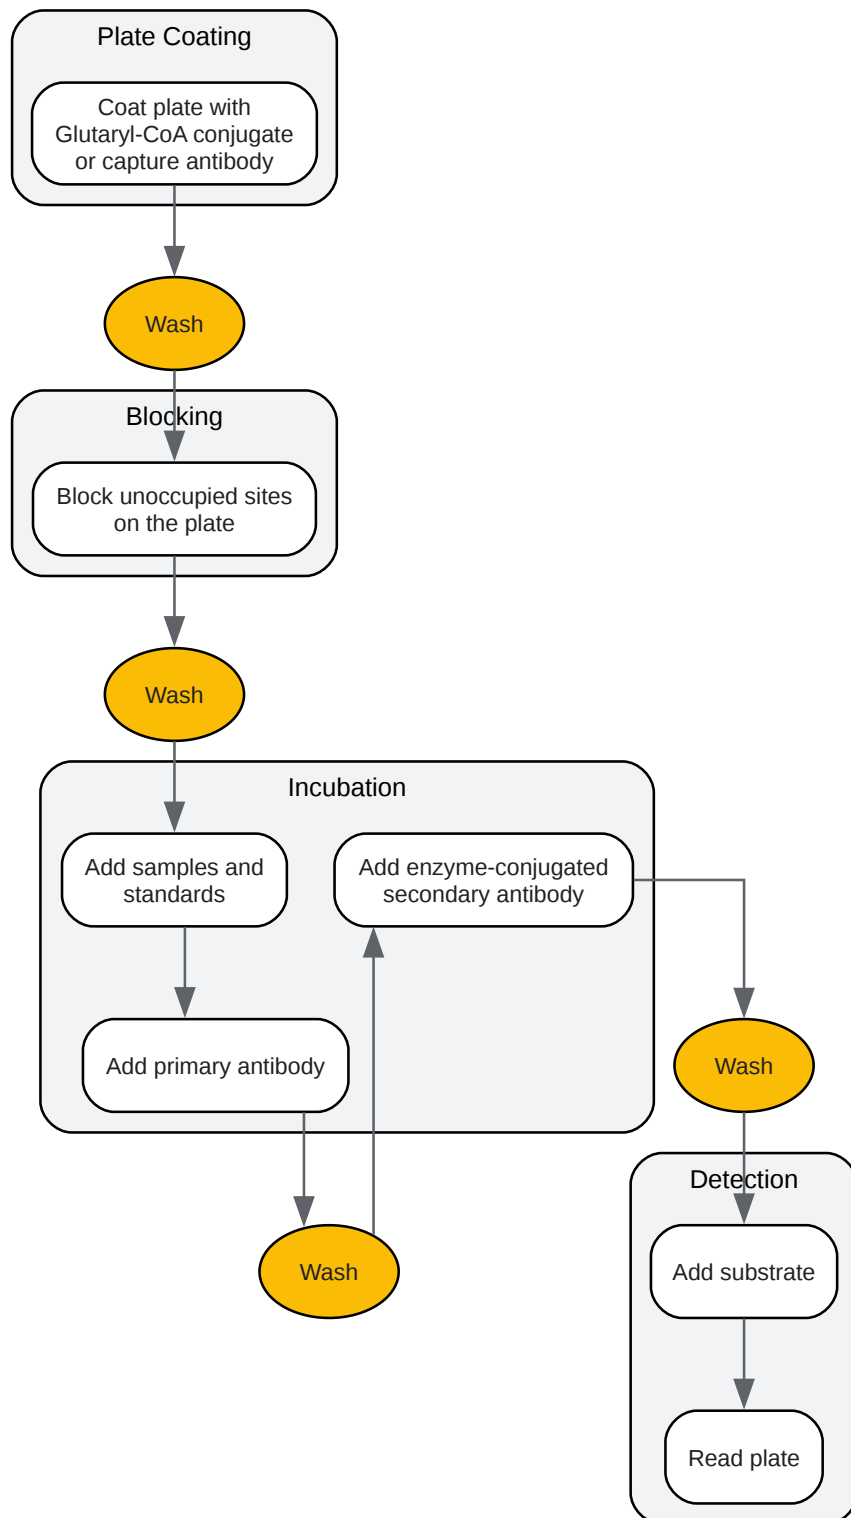 Plate Coating
Coat plate with
Glutaryl-CoA conjugate
or capture antibody
Wash
Blocking
Block unoccupied sites
on the plate
Wash
Incubation
Add samples and
standards
Add primary antibody
Wash
Add enzyme-conjugated
secondary antibody
Wash
Detection
Add substrate
Read plate